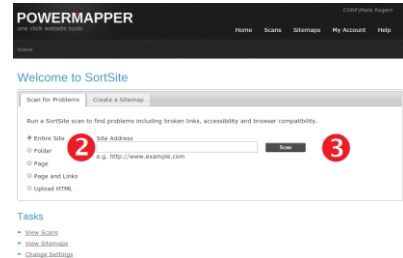 POWERMAPPER
one click website tools
CORP\Mark Rogers
Home Scans Sitemaps My Account Help
Home
Welcome to SortSite
Scan for Problems Create a Sitemap
Run a SortSite scan to find problems including broken links, accessibility and browser compatibility.
Entire Site
Folder
Page
Page and Links
Upload HTML
2
Site Address
e.g. http://www.example.com
Scan
3
Tasks
View Scans
View Sitemaps
Change Settings